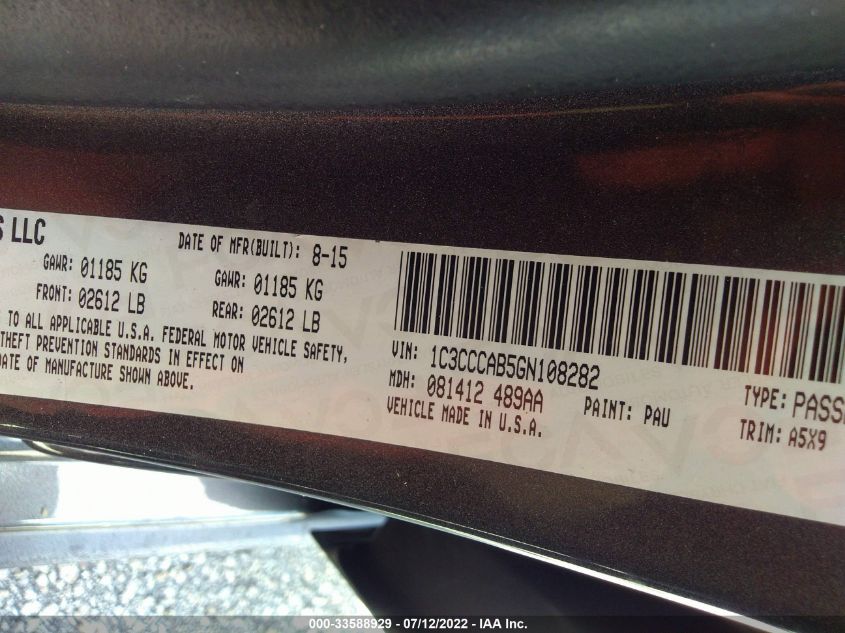 S LLC
DATE OF MFR(BUILT): 8-15
GAWR: 01185 KG GAWR: 01185 KG
FRONT: 02612 LB REAR: 02612 LB
TO ALL APPLICABLE U.S.A. FEDERAL MOTOR VEHICLE SAFETY,
THEFT PREVENTION STANDARDS IN EFFECT ON
DATE OF MANUFACTURE SHOWN ABOVE.
VIN: 1C3CCCAB5GN108282
MDH: 081412 489AA PAINT: PAU TYPE: PASS
VEHICLE MADE IN U.S.A. TRIM: A5X9
000-33588929 - 07/12/2022 - IAA Inc.